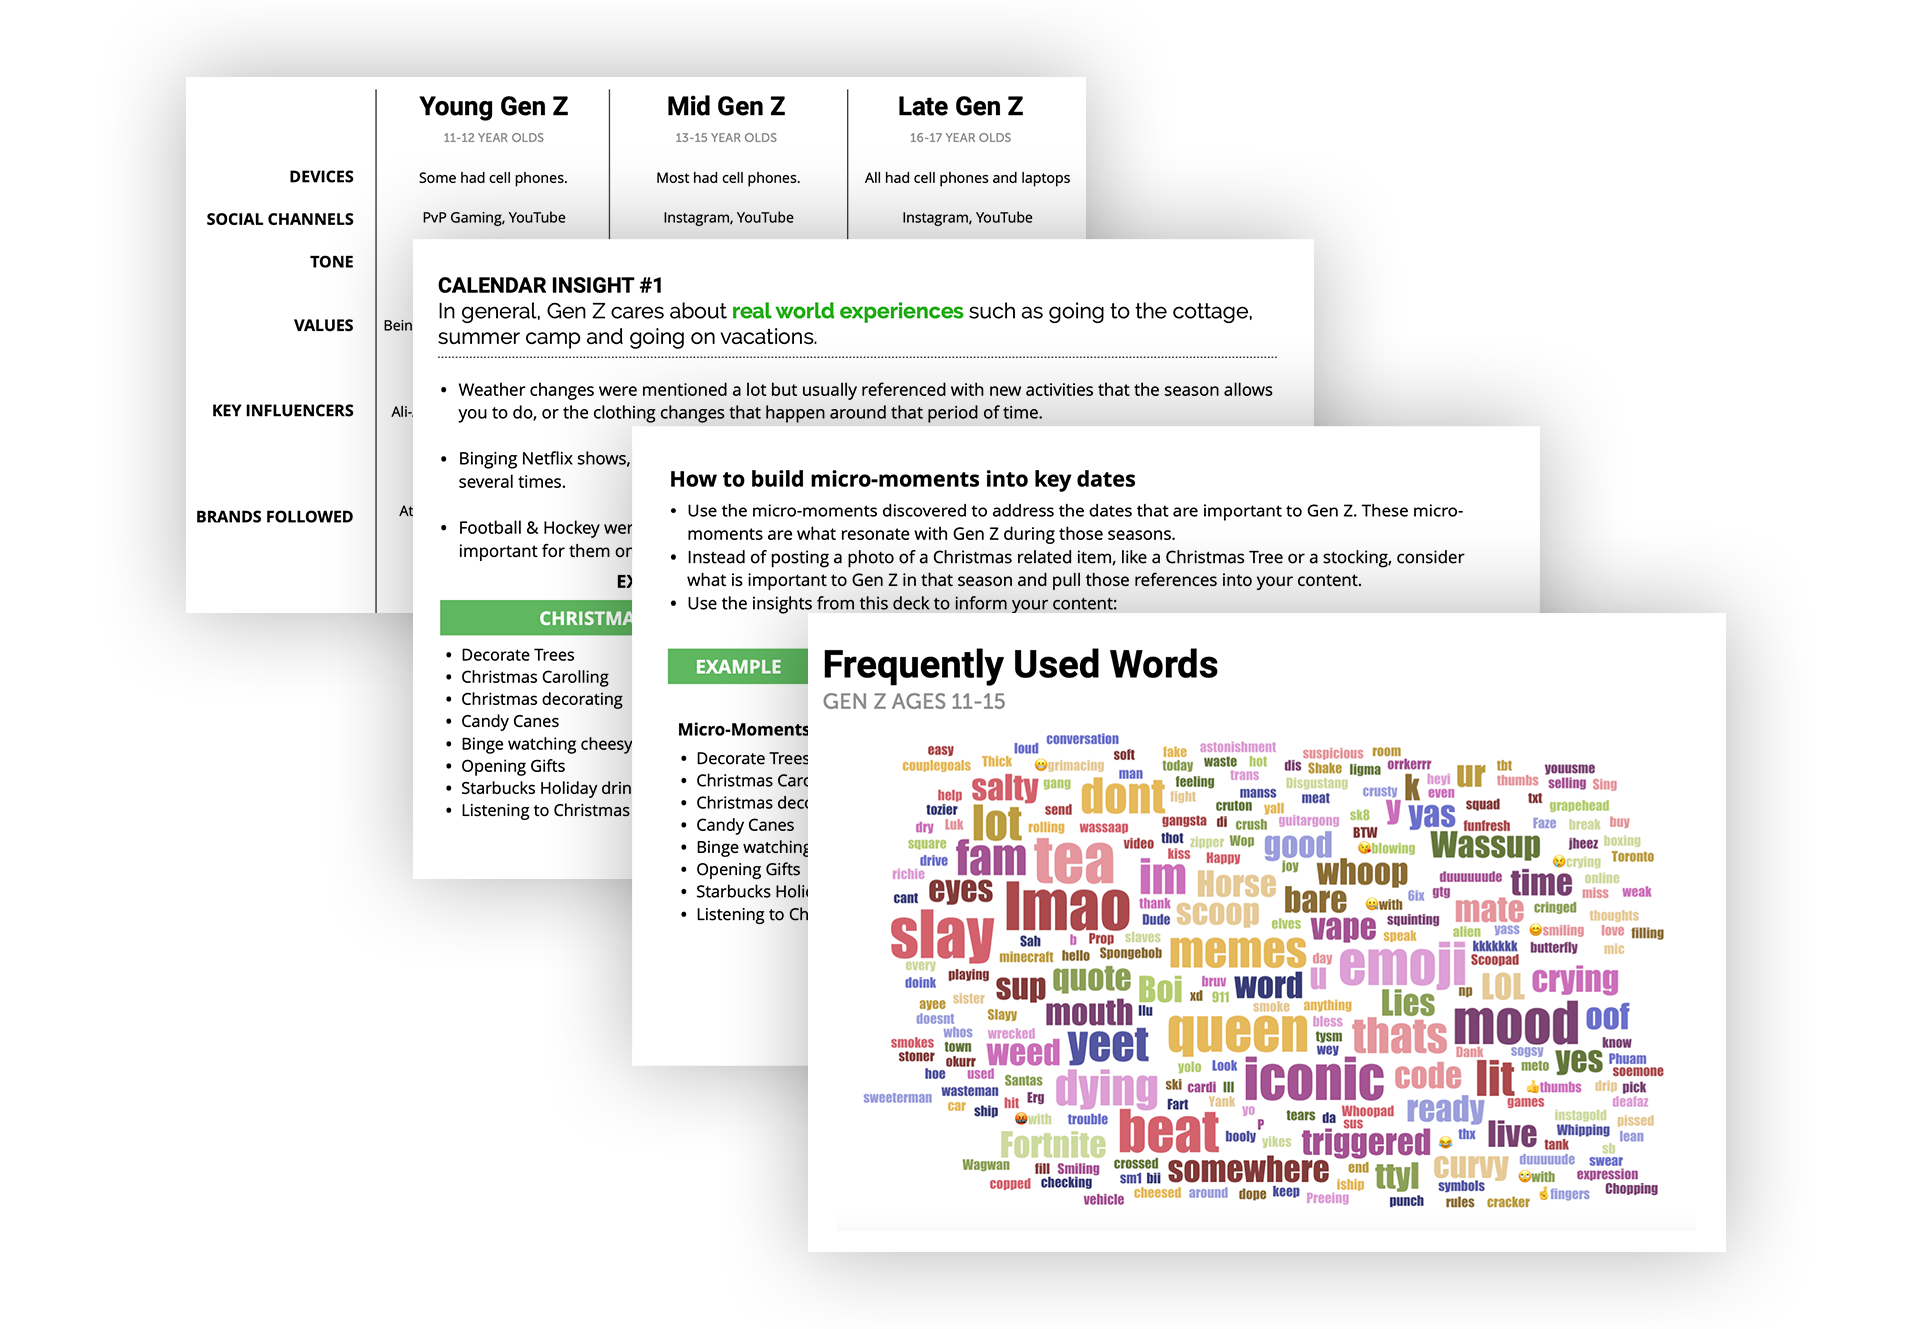 Young Gen Z
Mid Gen Z
Late Gen Z
11-12 YEAR OLDS
13-15 YEAR OLDS
16-17 YEAR OLDS
DEVICES
Some had cell phones.
Most had cell phones.
All had cell phones and laptops
SOCIAL CHANNELS
PvP Gaming, YouTube
Instagram, YouTube
Instagram, YouTube
TONE
VALUES
Bein
KEY INFLUENCERS
Ali-
BRANDS FOLLOWED
At
CALENDAR INSIGHT #1
In general, Gen Z cares about real world experiences such as going to the cottage,
summer camp and going on vacations.
• Weather changes were mentioned a lot but usually referenced with new activities that the season allows
you to do, or the clothing changes that happen around that period of time.
• Binging Netflix shows,
several times.
• Football & Hockey wer
important for them on
EX
CHRISTMA
• Decorate Trees
• Christmas Carolling
• Christmas decorating
• Candy Canes
• Binge watching cheesy
• Opening Gifts
• Starbucks Holiday drin
• Listening to Christmas
How to build micro-moments into key dates
• Use the micro-moments discovered to address the dates that are important to Gen Z. These micro-
moments are what resonate with Gen Z during those seasons.
• Instead of posting a photo of a Christmas related item, like a Christmas Tree or a stocking, consider
what is important to Gen Z in that season and pull those references into your content.
• Use the insights from this deck to inform your content:
EXAMPLE
Micro-Moments
• Decorate Trees
• Christmas Caro
• Christmas deco
• Candy Canes
• Binge watching
• Opening Gifts
• Starbucks Holi
• Listening to Ch
Frequently Used Words
GEN Z AGES 11-15
easy loud conversation soft fake astonishment suspicious room
couplegoals Thick 😬grimacing man today waste hot dis Shake ligma orrkerrr ur tbt youusme
help salty gang dont feeling trans Disgustang crusty k heyi even thumbs selling Sing
tozier lot send fight cruton manss yall meat sk8 y yas squad txt grapehead
dry Luk rolling wassaap gangsta di crush guitargong BTW funfresh Faze break buy
square fam tea video thot zipper Wop good 😘blowing Wassup jheez boxing
drive kiss Happy joy whoop 😢crying Toronto
richie eyes lmao im Horse bare duuuuuude time online
cant thank scoop 😀with 6ix gtg mate miss weak
slay Dude elves vape squinting cringed thoughts
Sah b Prop slaves memes speak alien yass 😊smiling love filling
minecraft hello Spongebob day emoji kkkkkkk butterfly mic
every playing sup quote Boi bruv word u Scoopad LOL crying
doink xd 911 Lies np
ayee sister Slayy mouth llu smoke anything mood oof
doesnt whos wrecked queen bless thats know
smokes town weed yeet tysm wey Dank sogsy yes Phuam
stoner okurr yolo Look iconic code lit meto soemone
hoe used Santas dying ski cardi lll 👍thumbs drip pick
sweeterman wasteman Erg Fart Yank ready games deafaz
car ship hit yo tears da Whoopad instagold pissed
🤬with trouble beat P sus Whipping lean
Fortnite booly yikes triggered 😂 thx live tank sb
Wagwan fill Smiling crossed somewhere end ttyl curvy duuuuude swear
copped checking sm1 bii iship symbols 🙄with expression
vehicle cheesed around dope keep Preeing punch rules cracker 🤞fingers Chopping